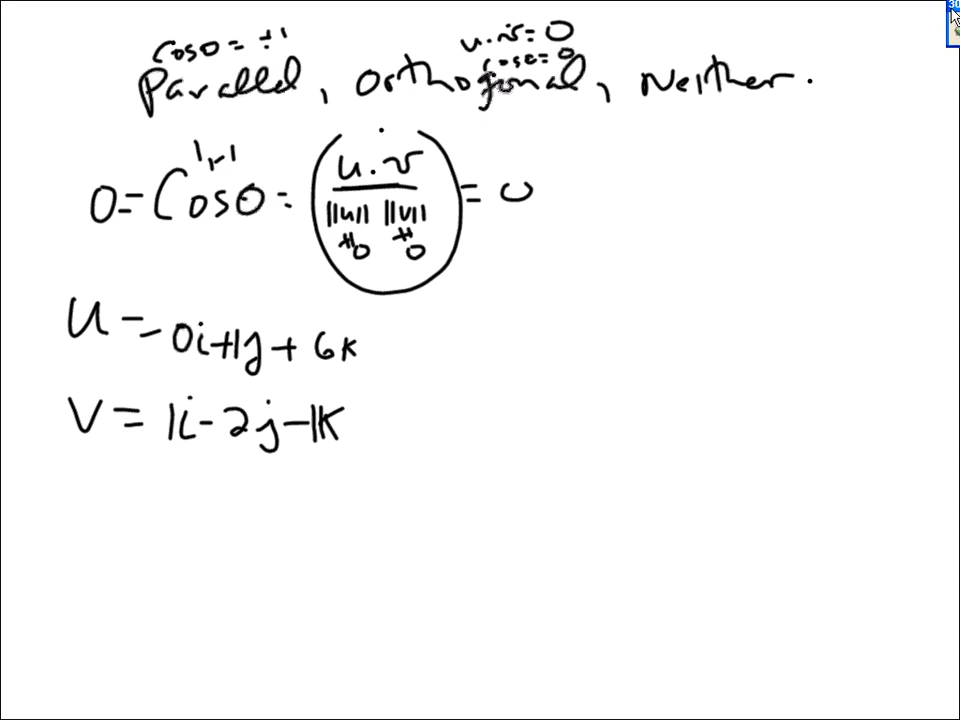 Cosθ = ±1 u·v = 0
cosθ = 0
Parallel, Orthogonal, Neither.
1,-1
0 = Cosθ = (u·v / ||u|| ||v||) = 0
≠0 ≠0
U = 0i+1j + 6k
V = 1i - 2j - 1K